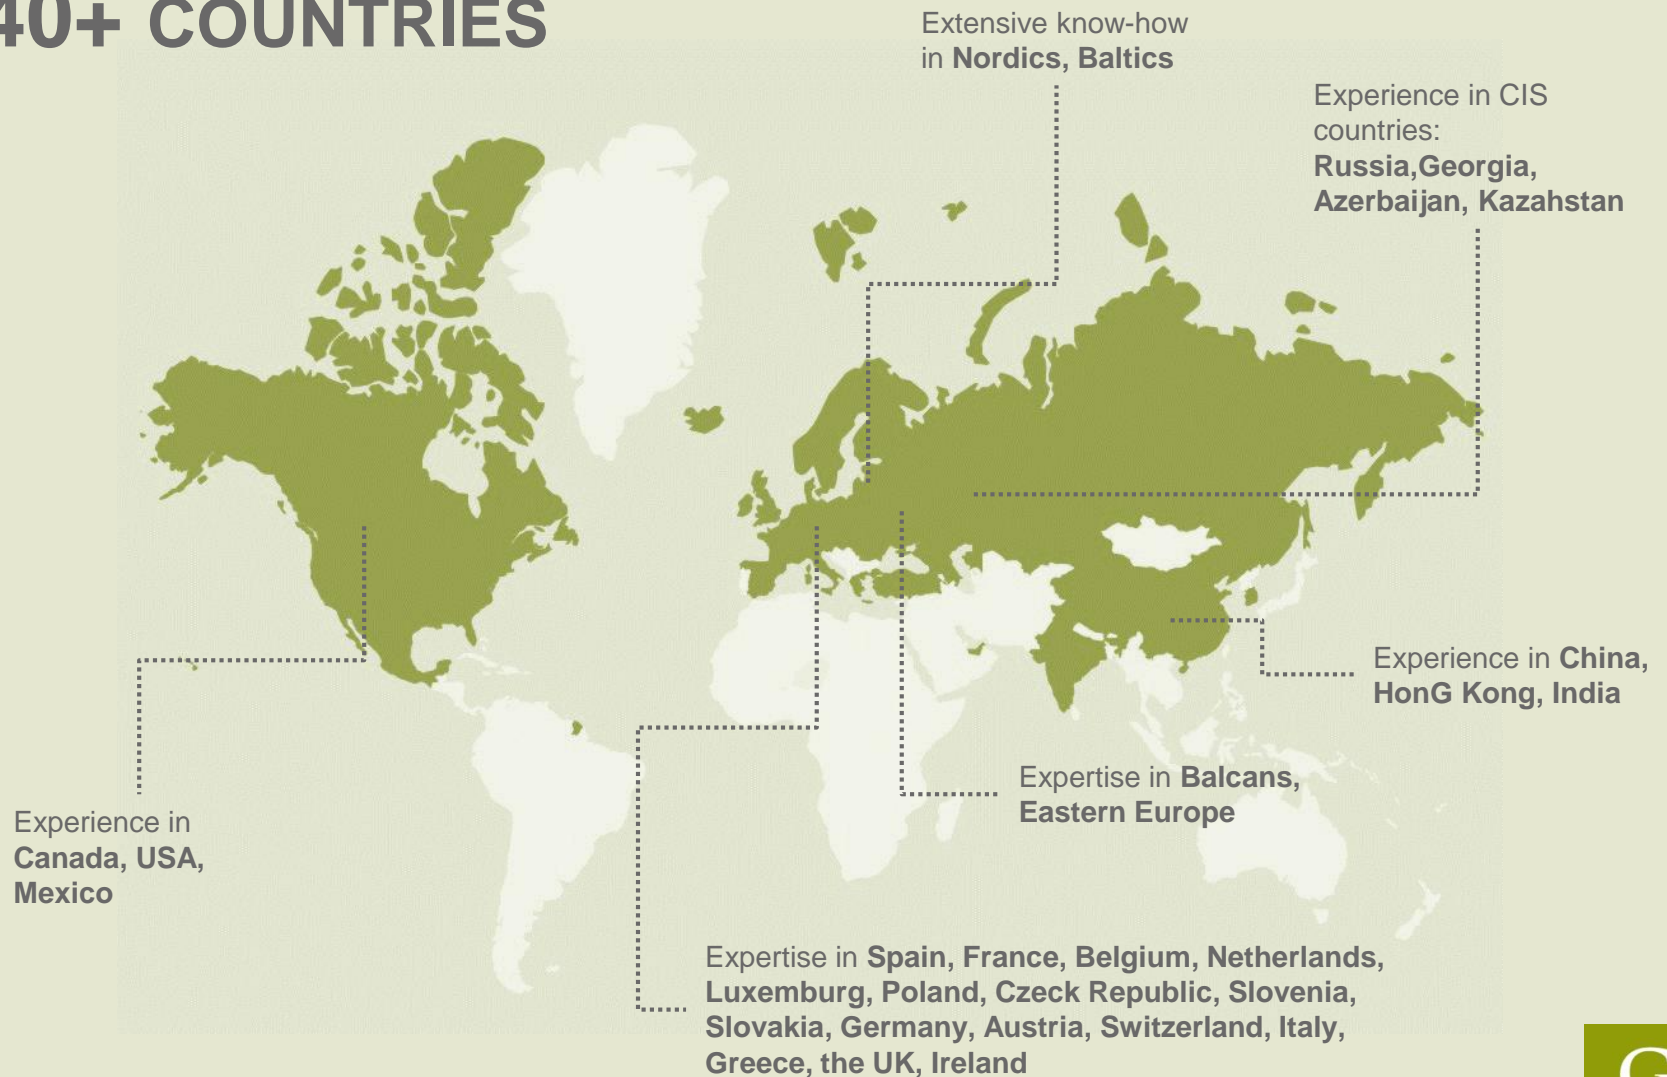 40+ COUNTRIES
Extensive know-how
in Nordics, Baltics
Experience in CIS
countries:
Russia,Georgia,
Azerbaijan, Kazahstan
Experience in China,
HonG Kong, India
Expertise in Balcans,
Eastern Europe
Experience in
Canada, USA,
Mexico
Expertise in Spain, France, Belgium, Netherlands,
Luxemburg, Poland, Czeck Republic, Slovenia,
Slovakia, Germany, Austria, Switzerland, Italy,
Greece, the UK, Ireland
G